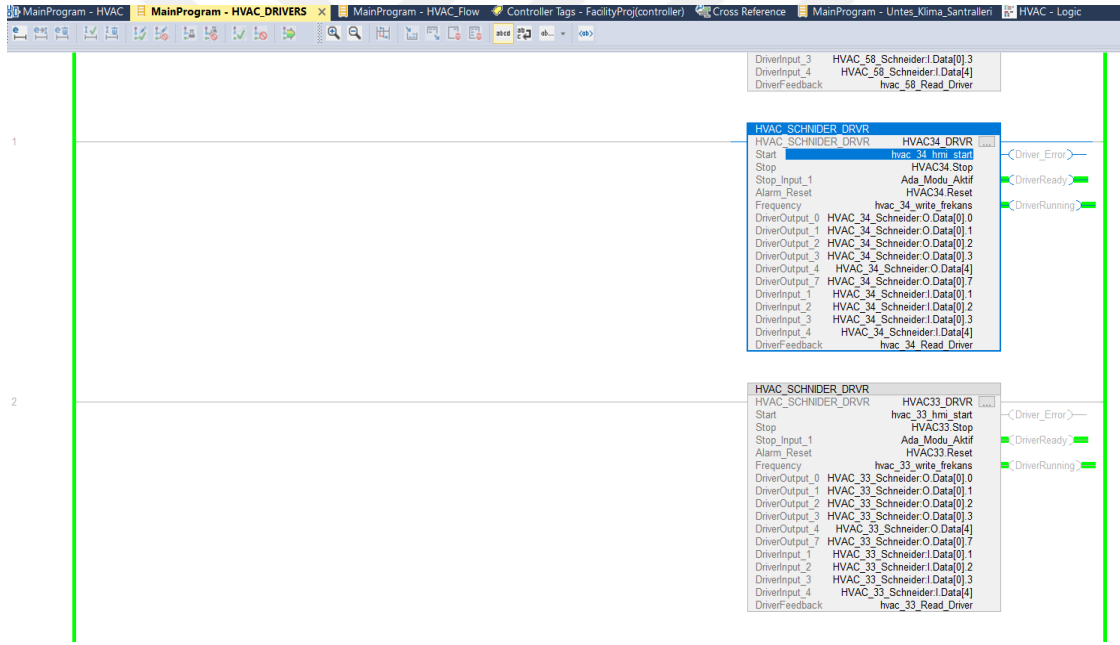 MainProgram - HVAC MainProgram - HVAC_DRIVERS × MainProgram - HVAC_Flow Controller Tags - FacilityProj(controller) Cross Reference MainProgram - Untes_Klima_Santralleri HVAC - Logic
abcd ab... <ab>
DriverInput_3 HVAC_58_Schneider:I.Data[0].3
DriverInput_4 HVAC_58_Schneider:I.Data[4]
DriverFeedback hvac_58_Read_Driver
1
HVAC_SCHNIDER_DRVR
HVAC_SCHNIDER_DRVR HVAC34_DRVR ...
Start hvac_34_hmi_start Driver_Error
Stop HVAC34.Stop
Stop_Input_1 Ada_Modu_Aktif DriverReady
Alarm_Reset HVAC34.Reset
Frequency hvac_34_write_frekans DriverRunning
DriverOutput_0 HVAC_34_Schneider:O.Data[0].0
DriverOutput_1 HVAC_34_Schneider:O.Data[0].1
DriverOutput_2 HVAC_34_Schneider:O.Data[0].2
DriverOutput_3 HVAC_34_Schneider:O.Data[0].3
DriverOutput_4 HVAC_34_Schneider:O.Data[4]
DriverOutput_7 HVAC_34_Schneider:O.Data[0].7
DriverInput_1 HVAC_34_Schneider:I.Data[0].1
DriverInput_2 HVAC_34_Schneider:I.Data[0].2
DriverInput_3 HVAC_34_Schneider:I.Data[0].3
DriverInput_4 HVAC_34_Schneider:I.Data[4]
DriverFeedback hvac_34_Read_Driver
2
HVAC_SCHNIDER_DRVR
HVAC_SCHNIDER_DRVR HVAC33_DRVR ...
Start hvac_33_hmi_start Driver_Error
Stop HVAC33.Stop
Stop_Input_1 Ada_Modu_Aktif DriverReady
Alarm_Reset HVAC33.Reset
Frequency hvac_33_write_frekans DriverRunning
DriverOutput_0 HVAC_33_Schneider:O.Data[0].0
DriverOutput_1 HVAC_33_Schneider:O.Data[0].1
DriverOutput_2 HVAC_33_Schneider:O.Data[0].2
DriverOutput_3 HVAC_33_Schneider:O.Data[0].3
DriverOutput_4 HVAC_33_Schneider:O.Data[4]
DriverOutput_7 HVAC_33_Schneider:O.Data[0].7
DriverInput_1 HVAC_33_Schneider:I.Data[0].1
DriverInput_2 HVAC_33_Schneider:I.Data[0].2
DriverInput_3 HVAC_33_Schneider:I.Data[0].3
DriverInput_4 HVAC_33_Schneider:I.Data[4]
DriverFeedback hvac_33_Read_Driver